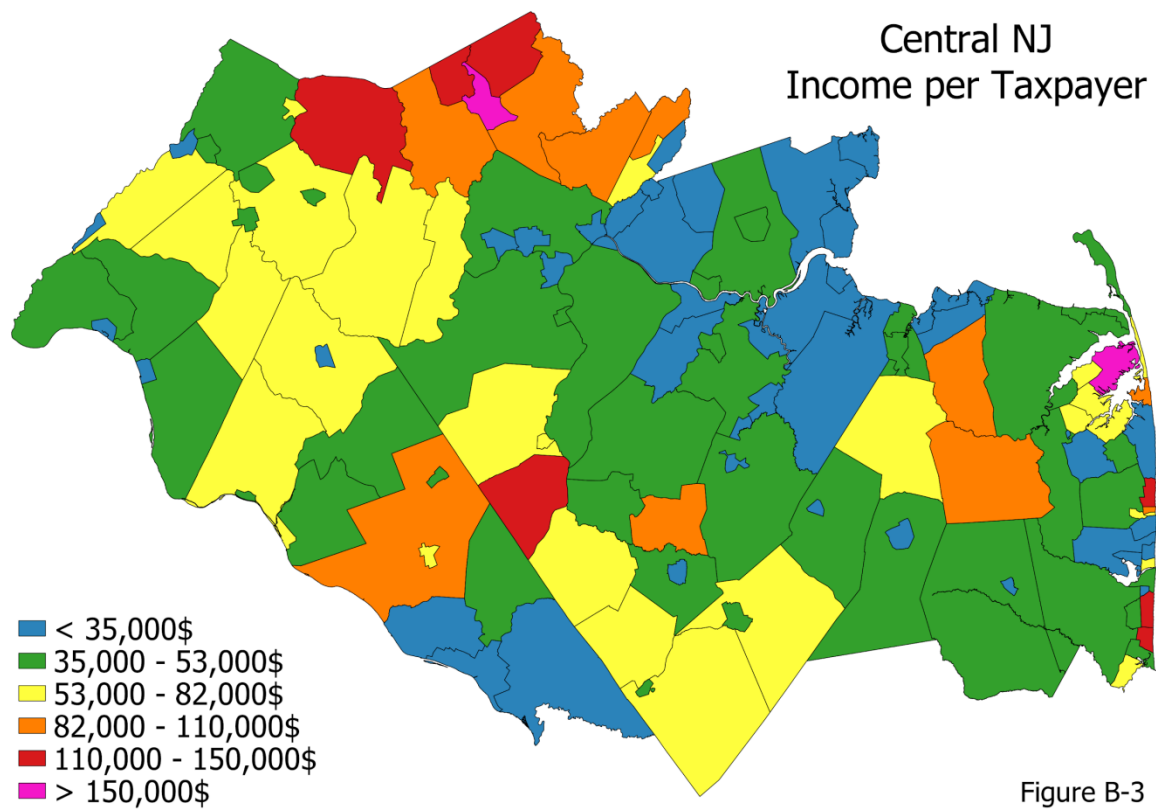 Central NJ
Income per Taxpayer
< 35,000$
35,000 - 53,000$
53,000 - 82,000$
82,000 - 110,000$
110,000 - 150,000$
> 150,000$
Figure B-3